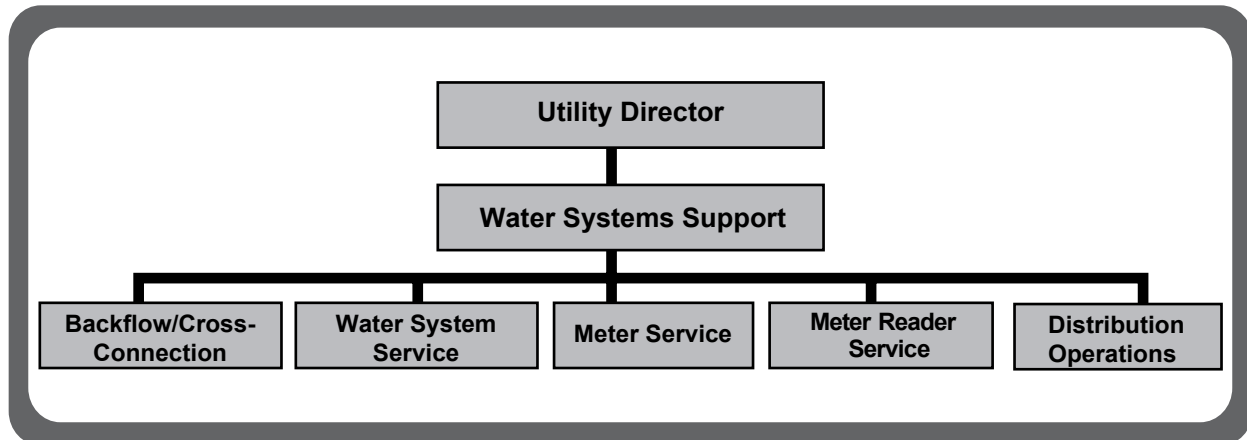 Utility Director
Water Systems Support
Backflow/Cross-
Connection
Water System
Service
Meter Service
Meter Reader
Service
Distribution
Operations